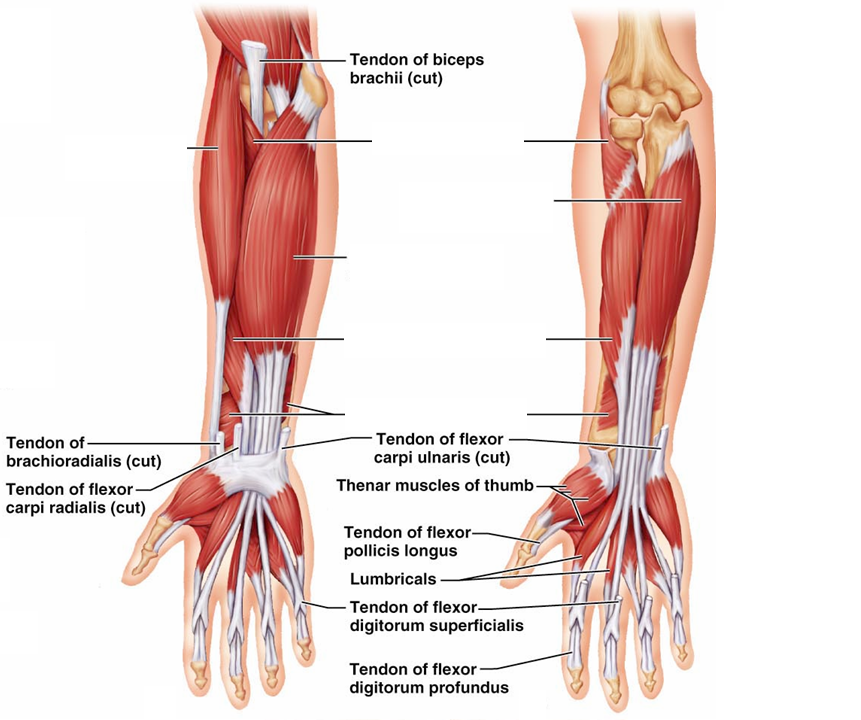 Tendon of biceps
brachii (cut)
Tendon of
brachioradialis (cut)
Tendon of flexor
carpi radialis (cut)
Tendon of flexor
carpi ulnaris (cut)
Thenar muscles of thumb
Tendon of flexor
pollicis longus
Lumbricals
Tendon of flexor
digitorum superficialis
Tendon of flexor
digitorum profundus